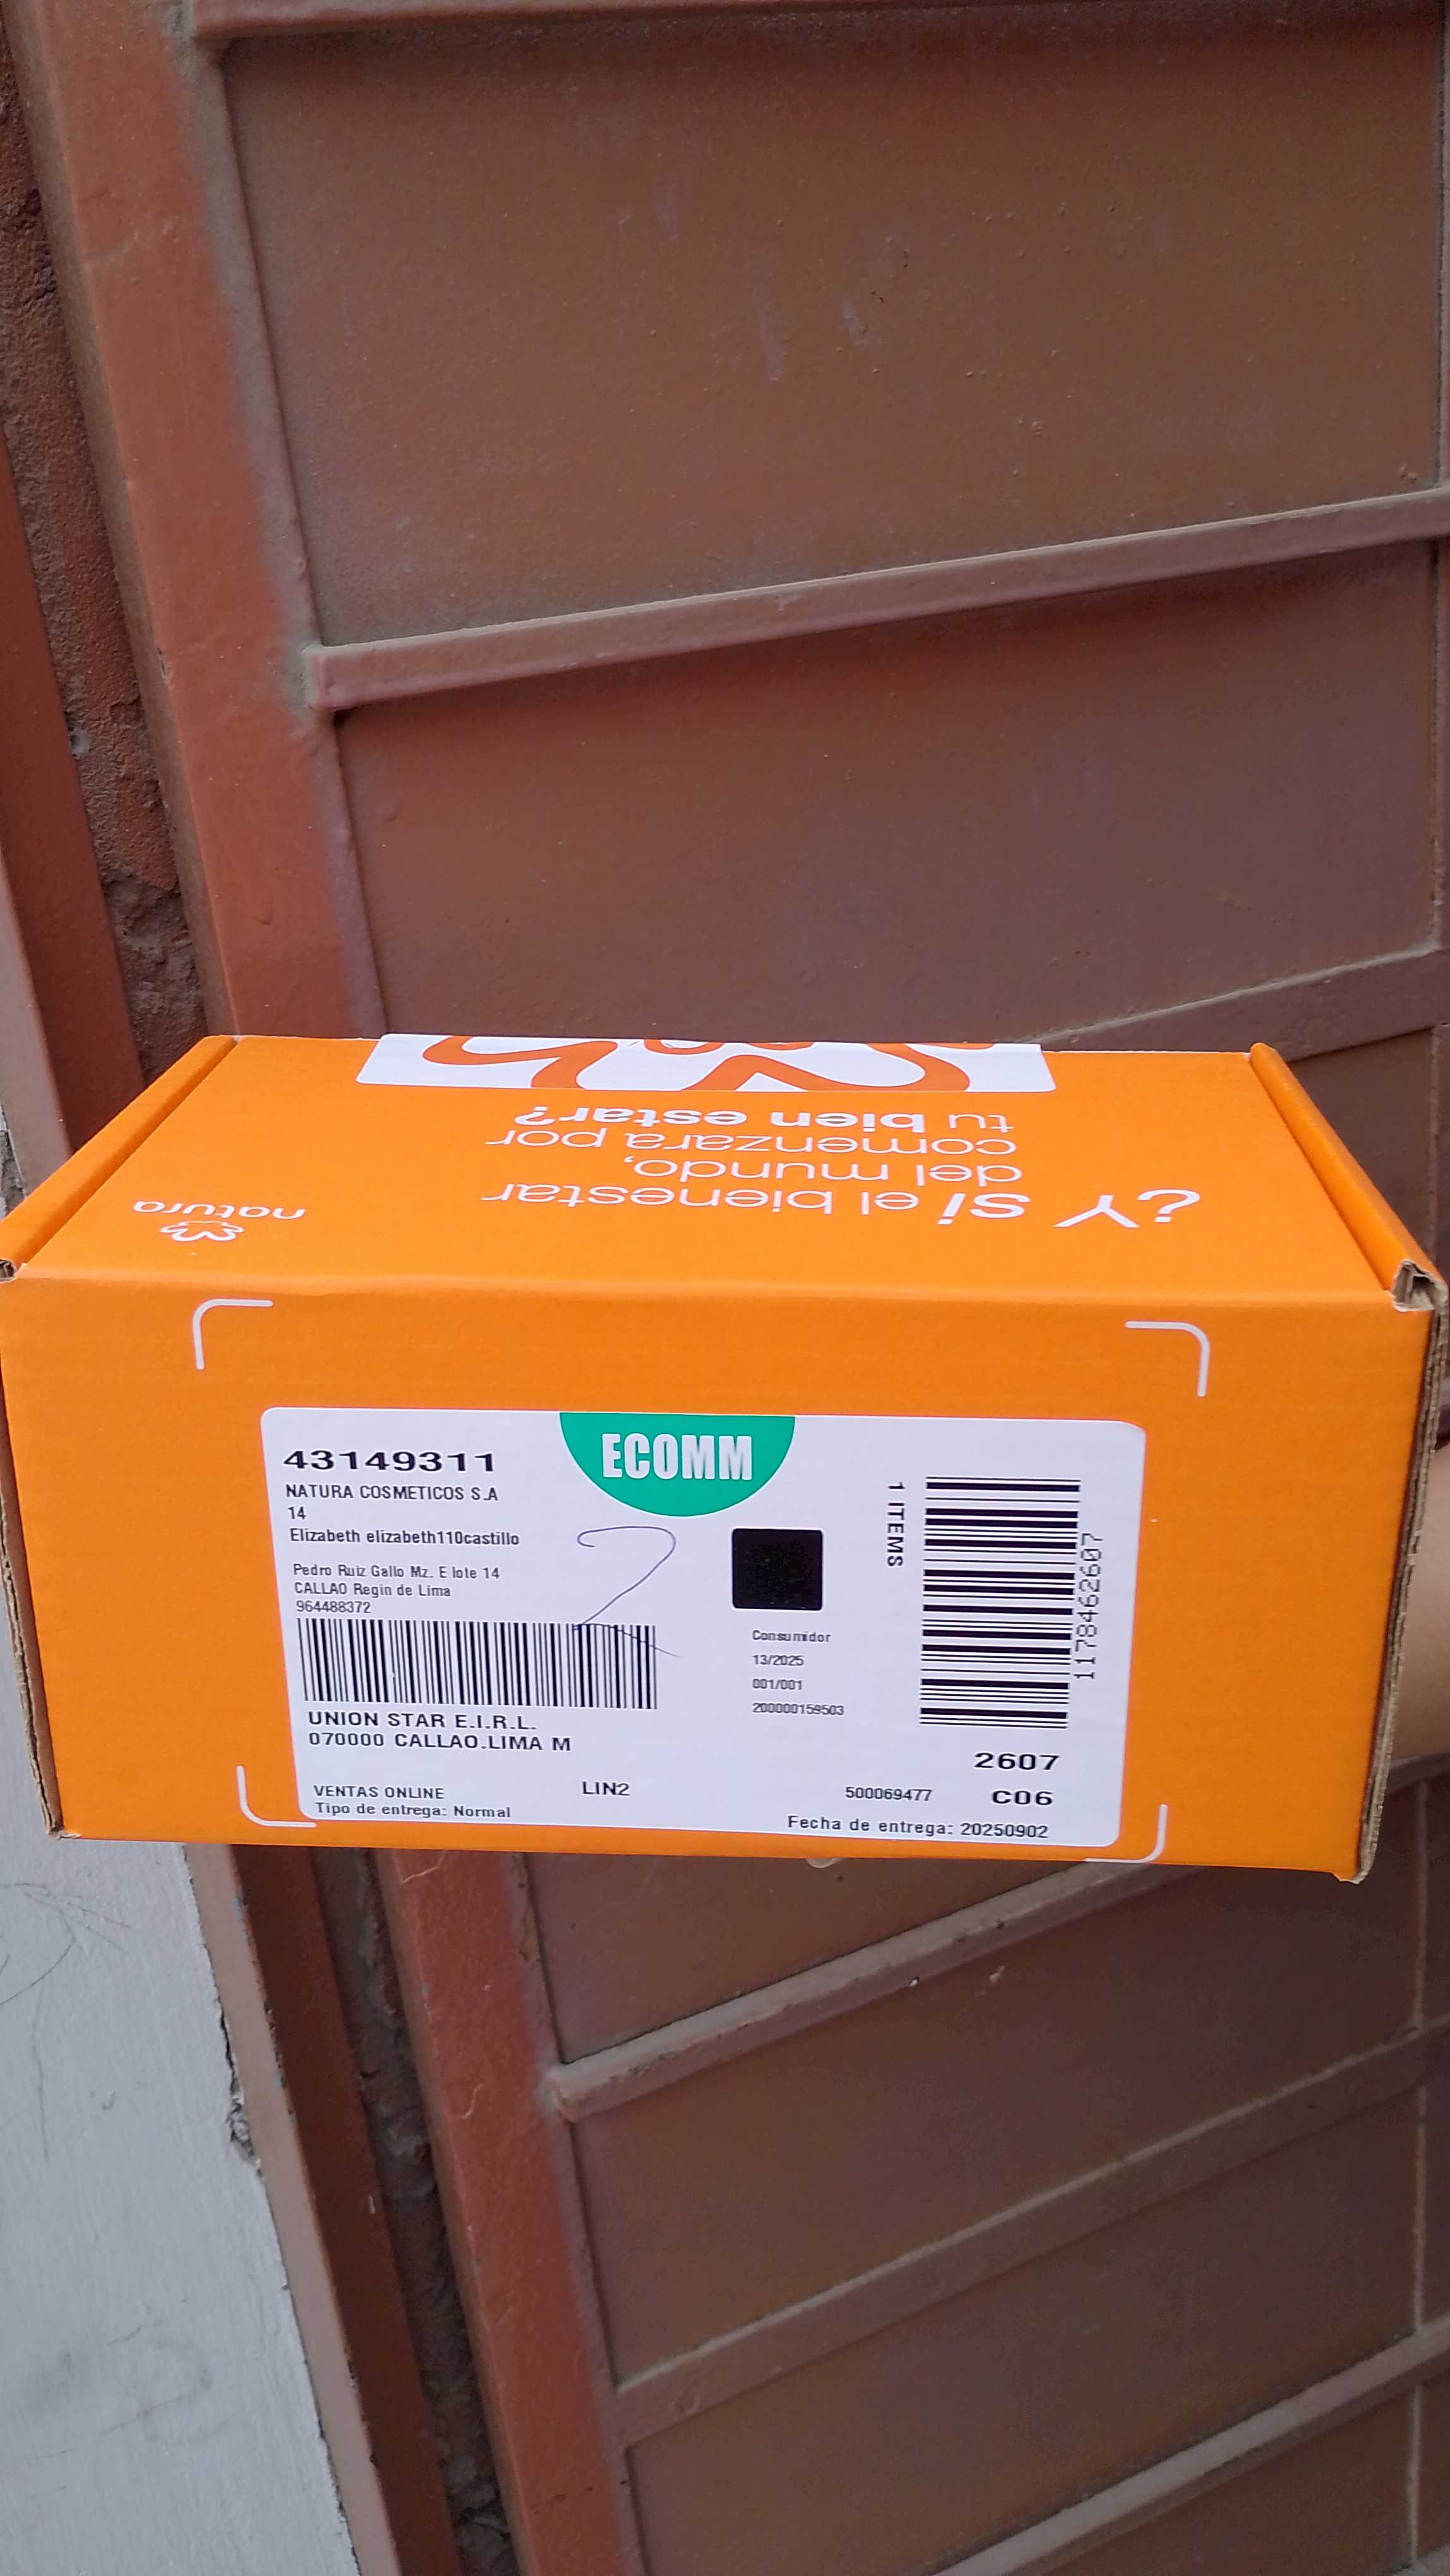 ¿Y sí el bienestar
del mundo,
comenzara por
tu bien estar?
natura
ECOMM
43149311
NATURA COSMETICOS S.A
14
Elizabeth elizabeth110castillo
Pedro Ruiz Gallo Mz. E lote 14
CALLAO Regin de Lima
964488372
UNION STAR E.I.R.L.
070000 CALLAO.LIMA M
VENTAS ONLINE
Tipo de entrega: Normal
LIN2
2
Consumidor
13/2025
001/001
200000159503
1 ITEMS
1178462607
2607
500069477
C06
Fecha de entrega: 20250902